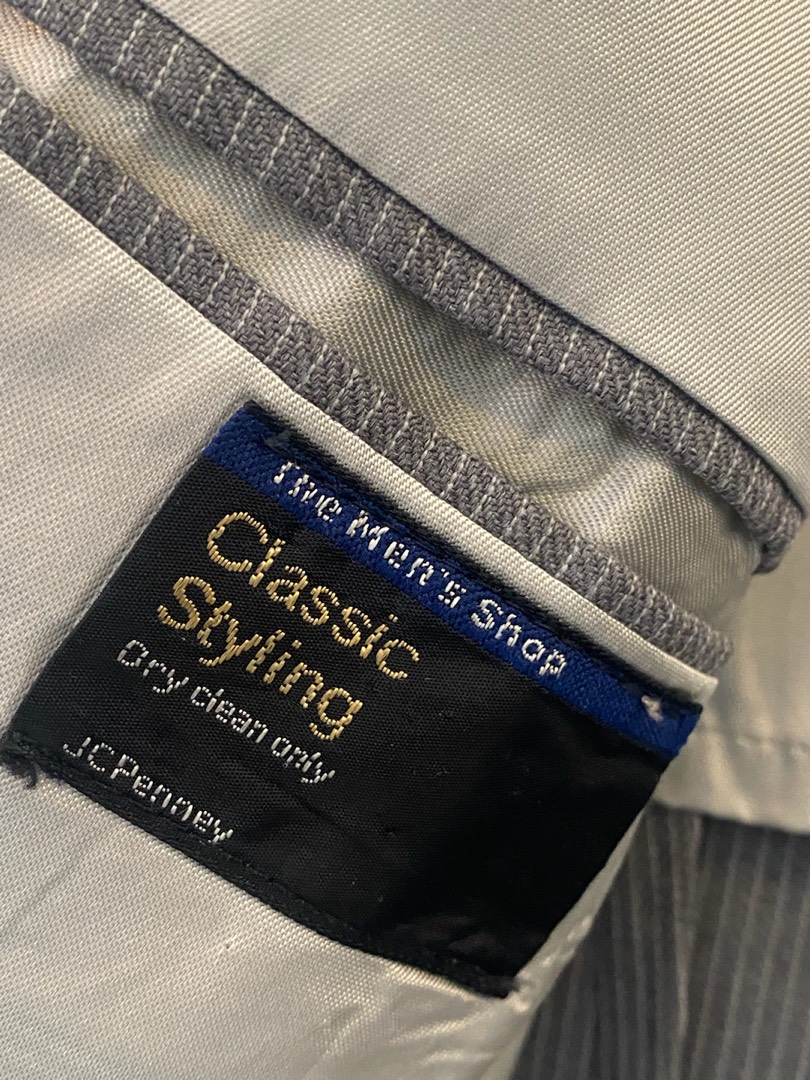 The Men's Shop
Classic
Styling
Dry clean only
JCPenney